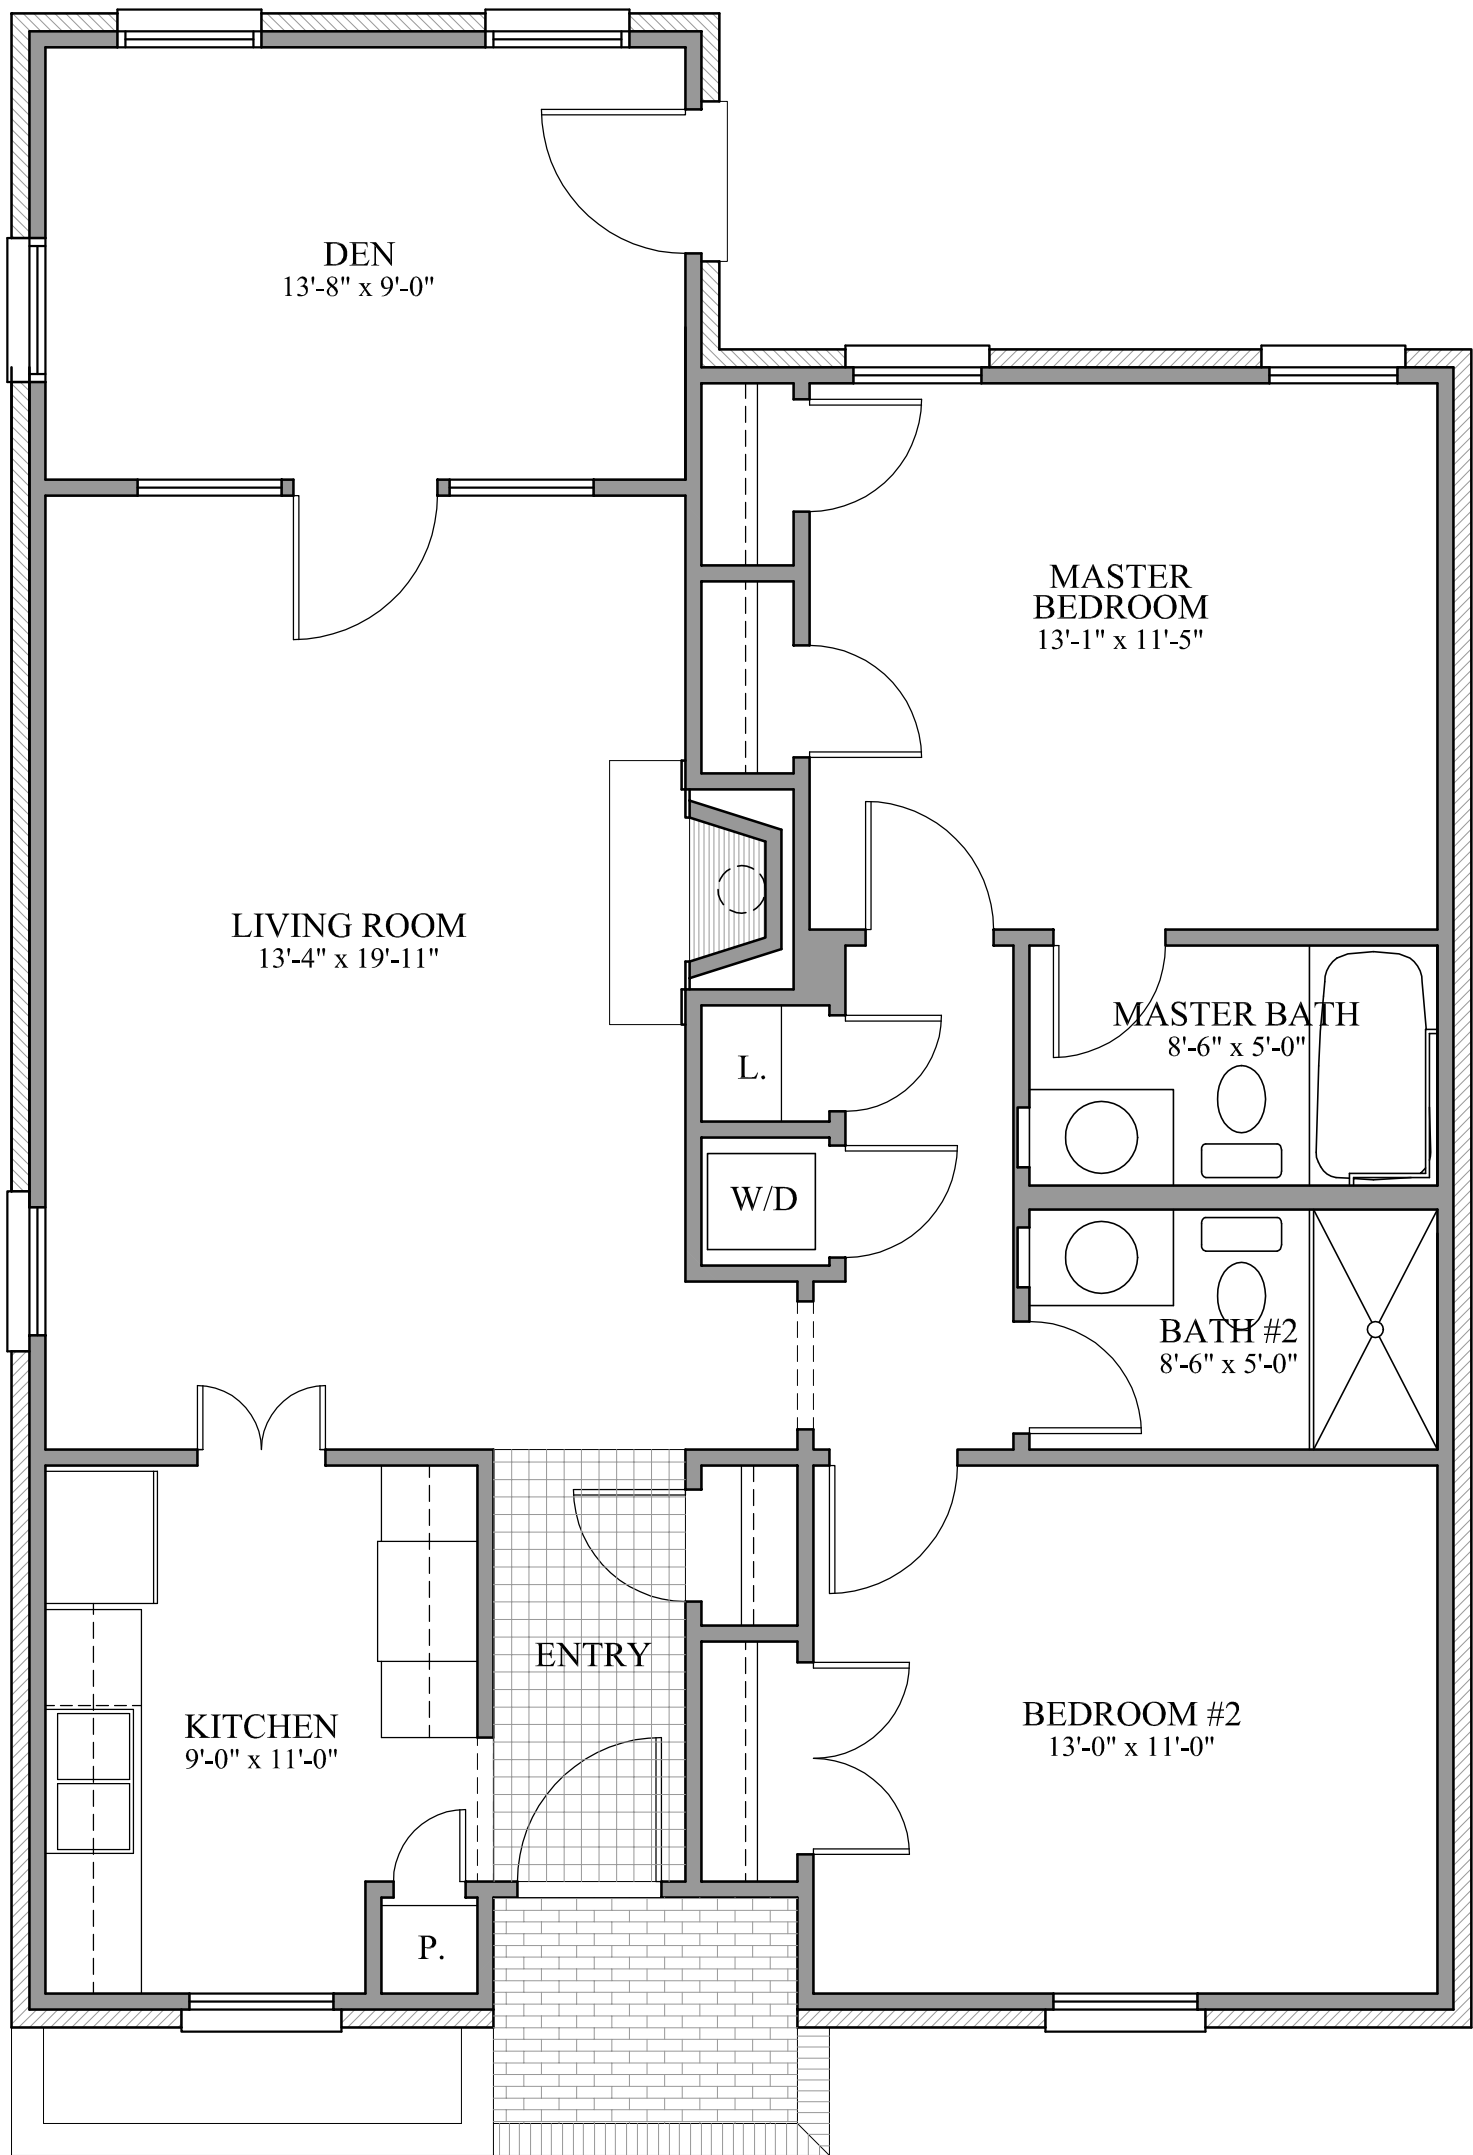 DEN
13'-8" x 9'-0"
MASTER
BEDROOM
13'-1" x 11'-5"
LIVING ROOM
13'-4" x 19'-11"
MASTER BATH
8'-6" x 5'-0"
L.
W/D
BATH #2
8'-6" x 5'-0"
ENTRY
KITCHEN
9'-0" x 11'-0"
BEDROOM #2
13'-0" x 11'-0"
P.